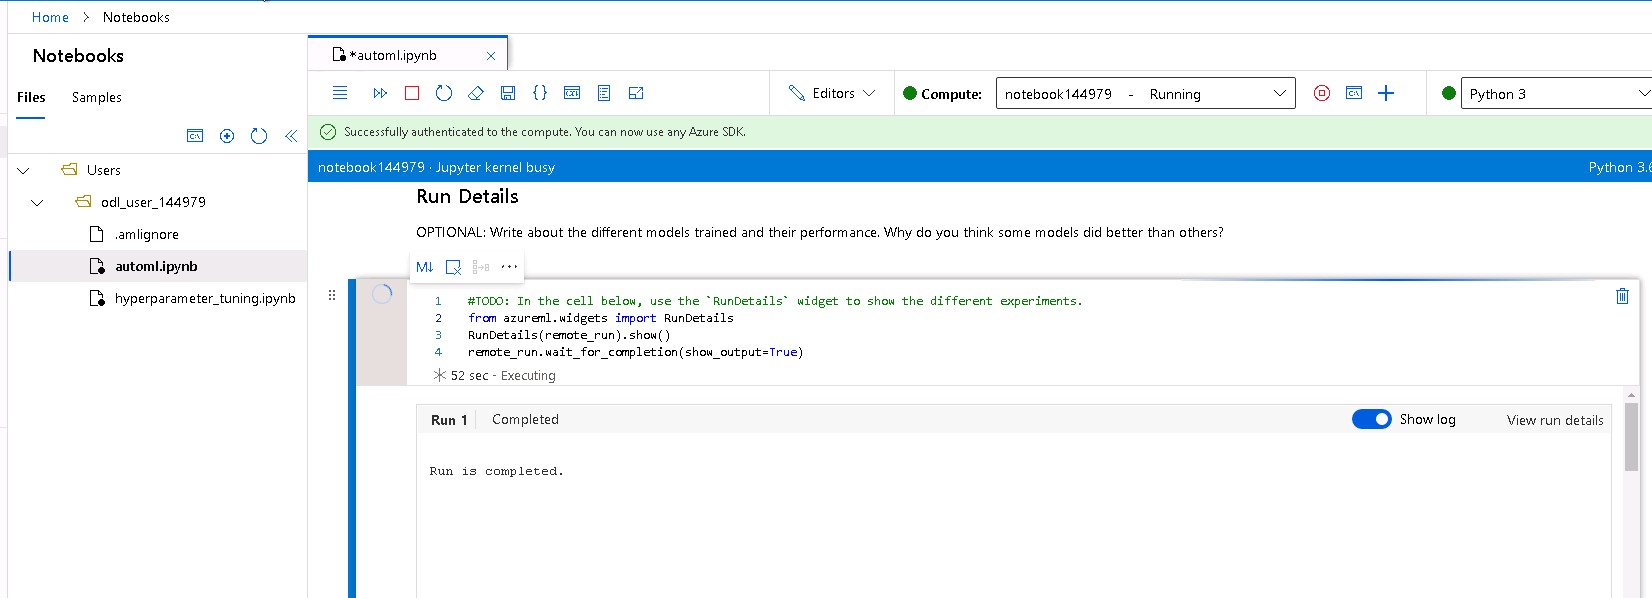 Home > Notebooks
Notebooks
Files Samples
Users
odl_user_144979
.amlignore
automl.ipynb
hyperparameter_tuning.ipynb
*automl.ipynb ×
Editors
Compute: notebook144979 - Running
Python 3
Successfully authenticated to the compute. You can now use any Azure SDK.
notebook144979 · Jupyter kernel busy
Run Details
OPTIONAL: Write about the different models trained and their performance. Why do you think some models did better than others?
M↓ ···
1 #TODO: In the cell below, use the `RunDetails` widget to show the different experiments.
2 from azureml.widgets import RunDetails
3 RunDetails(remote_run).show()
4 remote_run.wait_for_completion(show_output=True)
52 sec - Executing
Run 1 Completed Show log View run details
Run is completed.